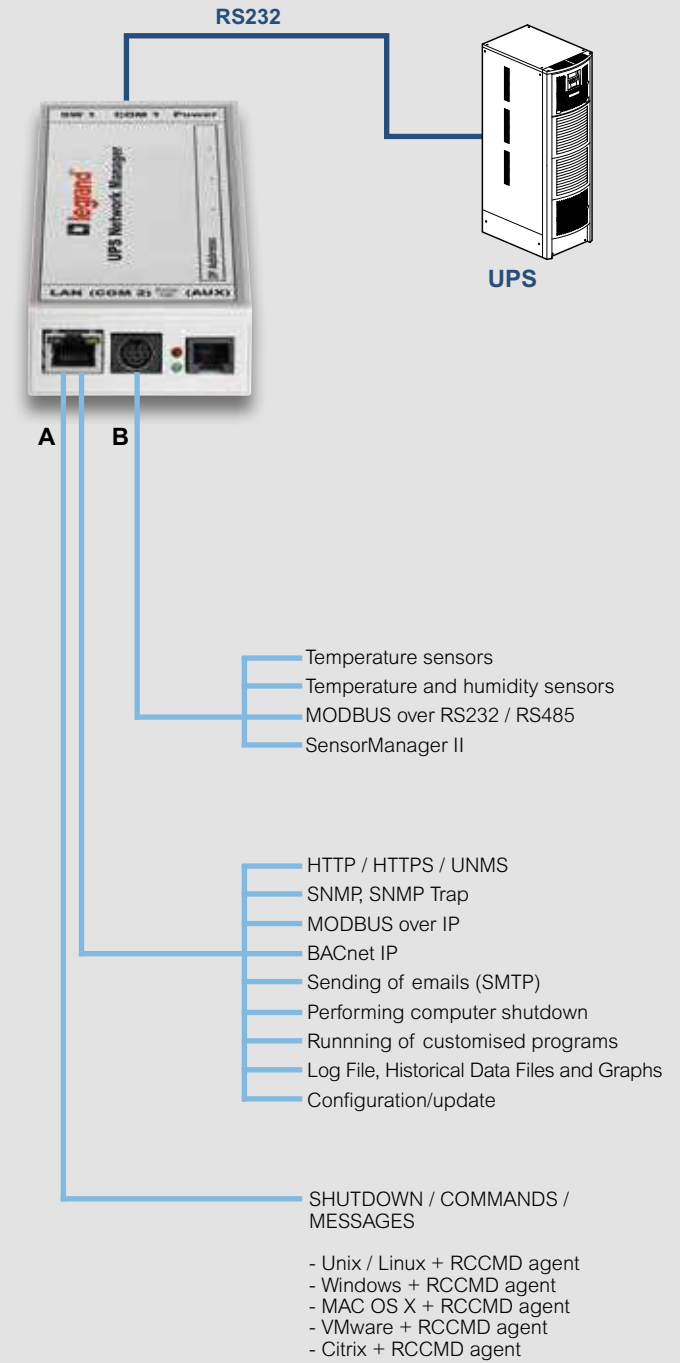 RS232
SW 1 COM 1 Power
legrand
UPS Network Manager
IP Address
LAN (COM 2) (AUX)
UPS
A B
Temperature sensors
Temperature and humidity sensors
MODBUS over RS232 / RS485
SensorManager II
HTTP / HTTPS / UNMS
SNMP, SNMP Trap
MODBUS over IP
BACnet IP
Sending of emails (SMTP)
Performing computer shutdown
Runnning of customised programs
Log File, Historical Data Files and Graphs
Configuration/update
SHUTDOWN / COMMANDS /
MESSAGES
- Unix / Linux + RCCMD agent
- Windows + RCCMD agent
- MAC OS X + RCCMD agent
- VMware + RCCMD agent
- Citrix + RCCMD agent